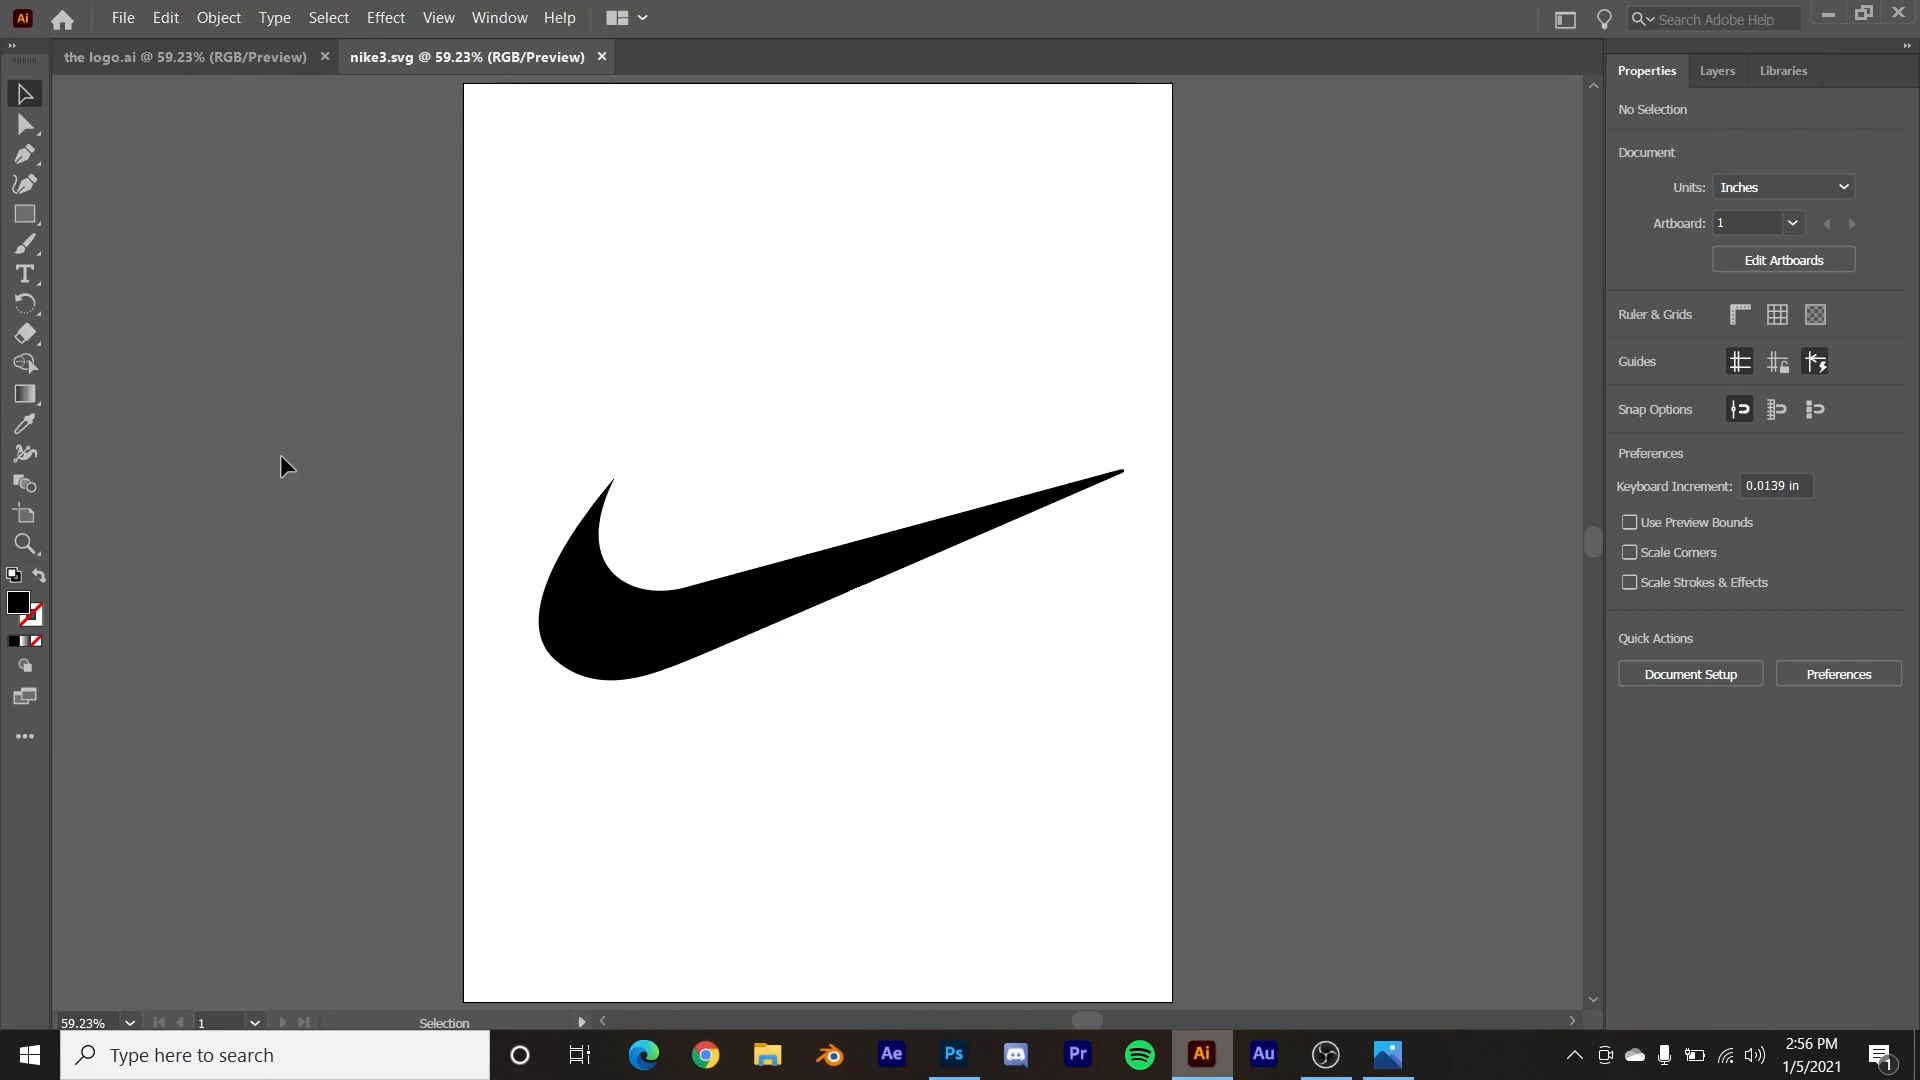 Ai File Edit Object Type Select Effect View Window Help Search Adobe Help
the logo.ai @ 59.23% (RGB/Preview) × nike3.svg @ 59.23% (RGB/Preview) ×
Properties Layers Libraries
No Selection
Document
Units: Inches
Artboard: 1
Edit Artboards
Ruler & Grids
Guides
Snap Options
Preferences
Keyboard Increment: 0.0139 in
Use Preview Bounds
Scale Corners
Scale Strokes & Effects
Quick Actions
Document Setup Preferences
59.23% 1 Selection
Type here to search Ae Ps Pr Ai Au 2:56 PM
1/5/2021 1